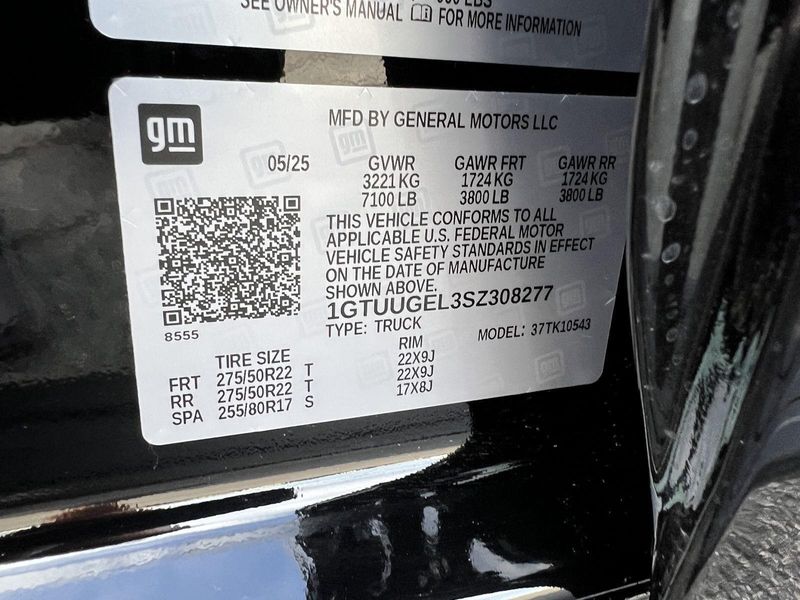 SEE OWNER'S MANUAL FOR MORE INFORMATION
gm
MFD BY GENERAL MOTORS LLC
05/25 GVWR GAWR FRT GAWR RR
3221 KG 1724 KG 1724 KG
7100 LB 3800 LB 3800 LB
THIS VEHICLE CONFORMS TO ALL
APPLICABLE U.S. FEDERAL MOTOR
VEHICLE SAFETY STANDARDS IN EFFECT
ON THE DATE OF MANUFACTURE
SHOWN ABOVE.
1GTUUGEL3SZ308277
8555
TYPE: TRUCK MODEL: 37TK10543
TIRE SIZE RIM
FRT 275/50R22 T 22X9J
RR 275/50R22 T 22X9J
SPA 255/80R17 S 17X8J